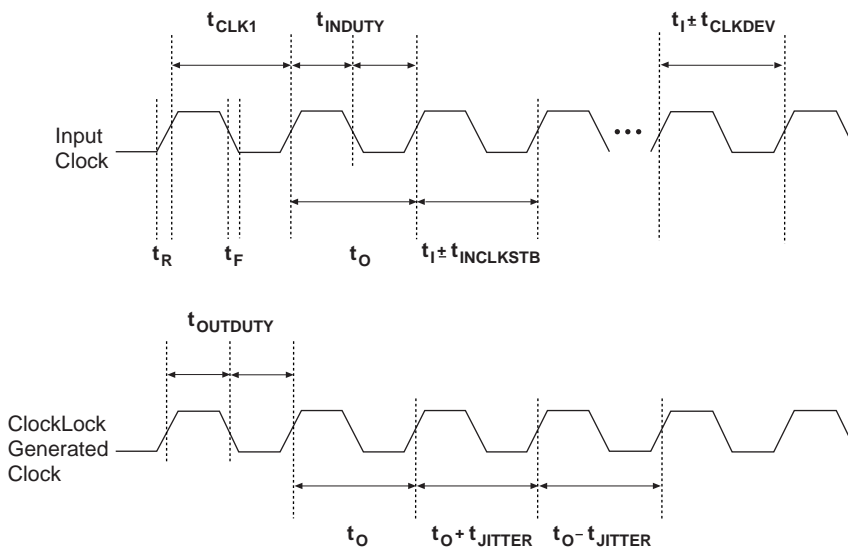 tCLK1 tINDUTY tI ± tCLKDEV
Input
Clock
•••
tR tF tO tI ± tINCLKSTB
tOUTDUTY
ClockLock
Generated
Clock
tO tO + tJITTER tO – tJITTER